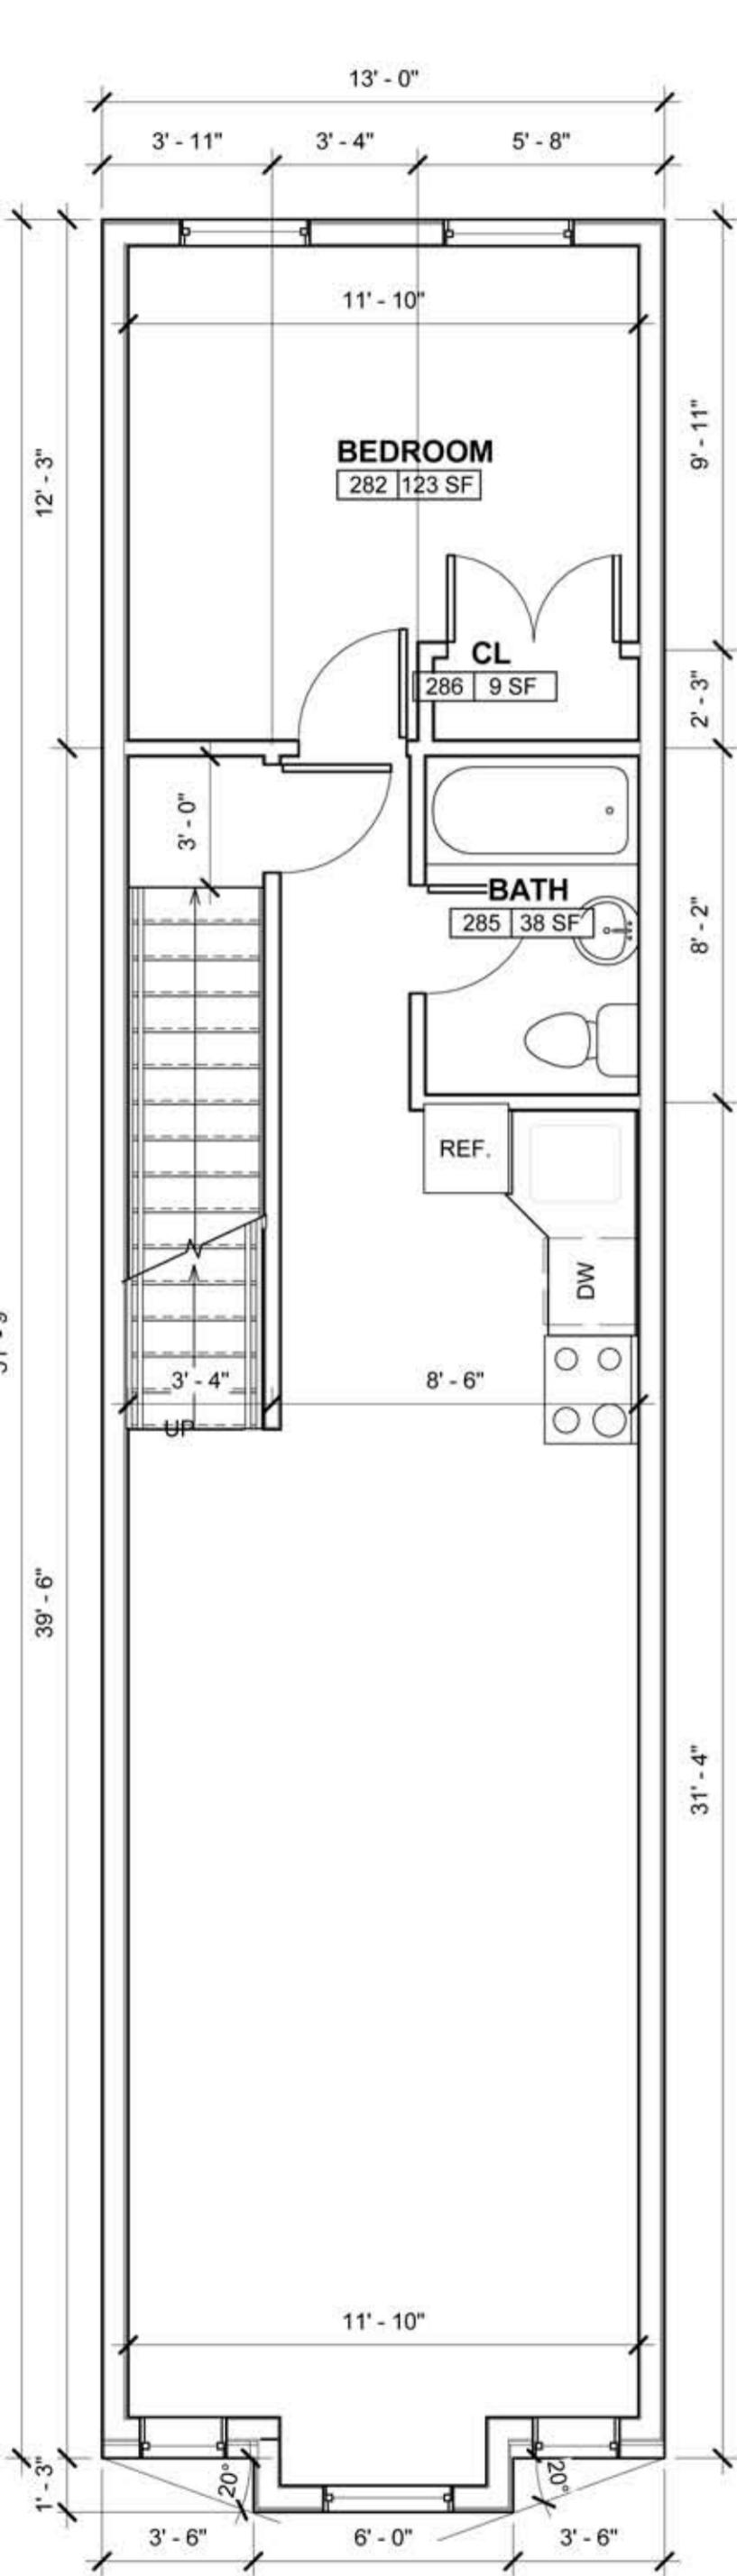 13' - 0"
3' - 11" 3' - 4" 5' - 8"
11' - 10"
12' - 3"
9' - 11"
BEDROOM
282 123 SF
CL
286 9 SF
2' - 3"
3' - 0"
BATH
285 38 SF
8' - 2"
REF.
DW
3' - 4" 8' - 6"
UP
39' - 6"
31' - 4"
11' - 10"
1' - 3"
20° 20°
3' - 6" 6' - 0" 3' - 6"